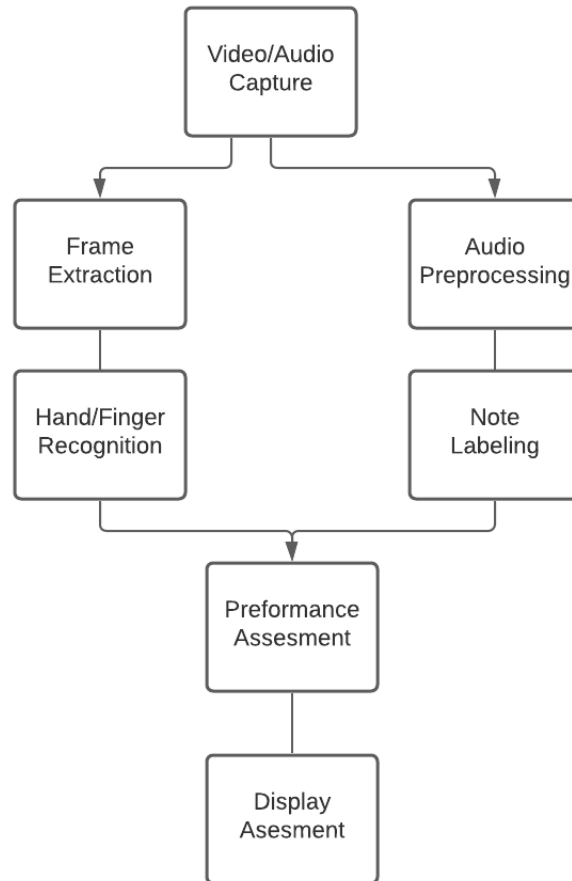 Video/Audio
Capture
Frame
Extraction
Audio
Preprocessing
Hand/Finger
Recognition
Note
Labeling
Preformance
Assesment
Display
Asesment